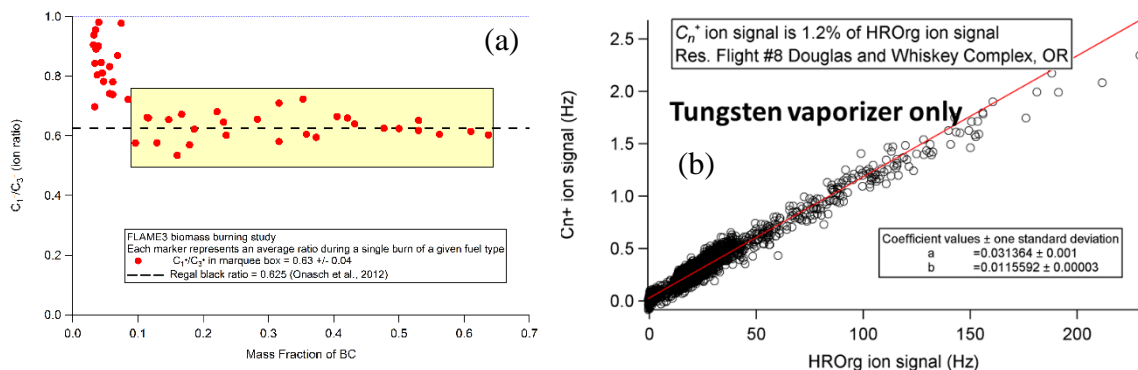 (a)
1.0
0.8
0.6
0.4
0.2
0.0
C₁⁺/C₃⁺ (ion ratio)
FLAME3 biomass burning study
Each marker represents an average ratio during a single burn of a given fuel type
C₁⁺/C₃⁺ in marquee box = 0.63 +/- 0.04
Regal black ratio = 0.625 (Onasch et al., 2012)
0.0 0.1 0.2 0.3 0.4 0.5 0.6 0.7
Mass Fraction of BC
Cn⁺ ion signal is 1.2% of HROrg ion signal
Res. Flight #8 Douglas and Whiskey Complex, OR
Tungsten vaporizer only
(b)
2.5
2.0
1.5
1.0
0.5
0.0
Cn+ ion signal (Hz)
Coefficient values ± one standard deviation
a =0.031364 ± 0.001
b =0.0115592 ± 0.00003
0 50 100 150 200
HROrg ion signal (Hz)